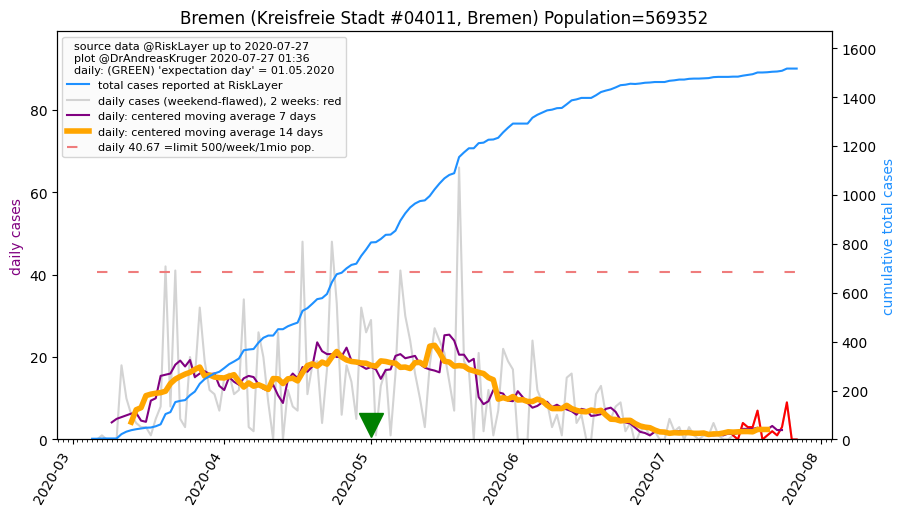 Bremen (Kreisfreie Stadt #04011, Bremen) Population=569352
source data @RiskLayer up to 2020-07-27
plot @DrAndreasKruger 2020-07-27 01:36
daily: (GREEN) 'expectation day' = 01.05.2020
total cases reported at RiskLayer
daily cases (weekend-flawed), 2 weeks: red
daily: centered moving average 7 days
daily: centered moving average 14 days
daily 40.67 =limit 500/week/1mio pop.
daily cases
80
60
40
20
0
cumulative total cases
1600
1400
1200
1000
800
600
400
200
0
2020-03
2020-04
2020-05
2020-06
2020-07
2020-08